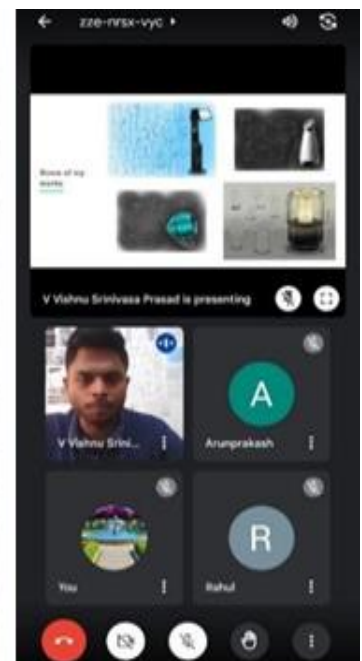 zze-nrsx-vyc
Some of my
works
V Vishnu Srinivasa Prasad is presenting
V Vishnu Srini...
A
Arunprakash
You
R
Rahul